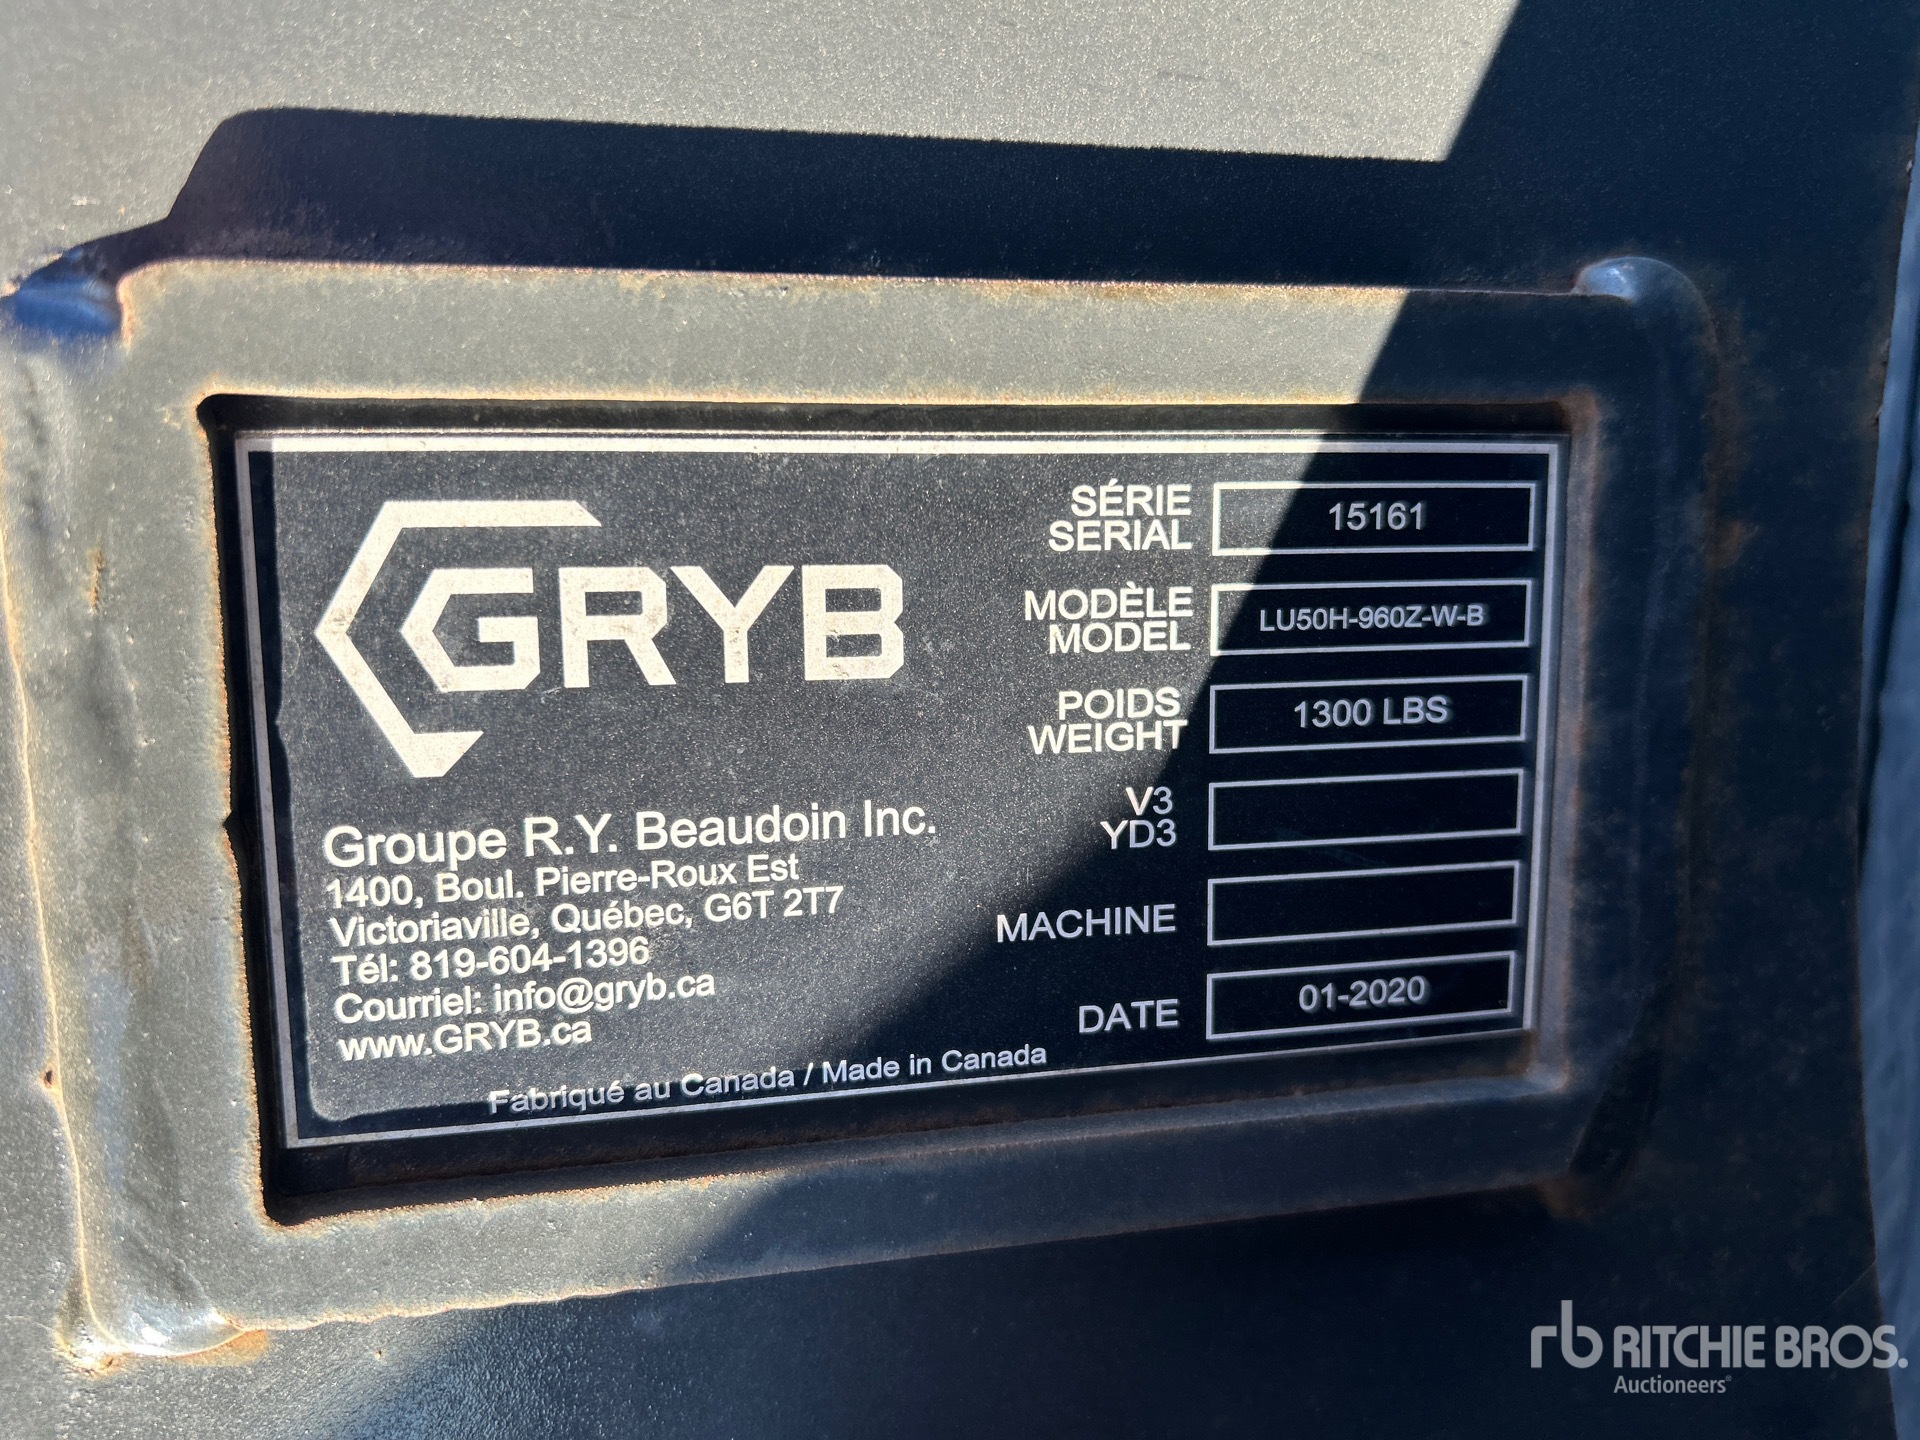 GRYB
Groupe R.Y. Beaudoin Inc.
1400, Boul. Pierre-Roux Est
Victoriaville, Québec, G6T 2T7
Tél: 819-604-1396
Courriel: info@gryb.ca
www.GRYB.ca
Fabriqué au Canada / Made in Canada
SÉRIE
SERIAL
15161
MODÈLE
MODEL
LU50H-960Z-W-B
POIDS
WEIGHT
1300 LBS
V3
YD3
MACHINE
DATE
01-2020
rb RITCHIE BROS.
Auctioneers®